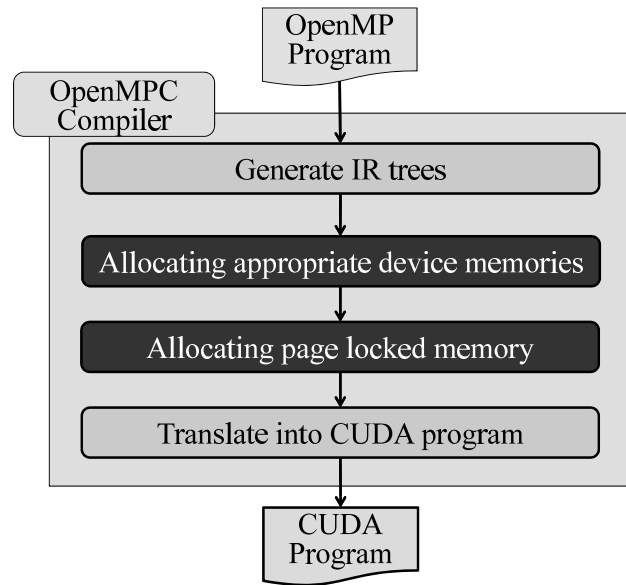 OpenMP
Program
OpenMPC
Compiler
Generate IR trees
Allocating appropriate device memories
Allocating page locked memory
Translate into CUDA program
CUDA
Program